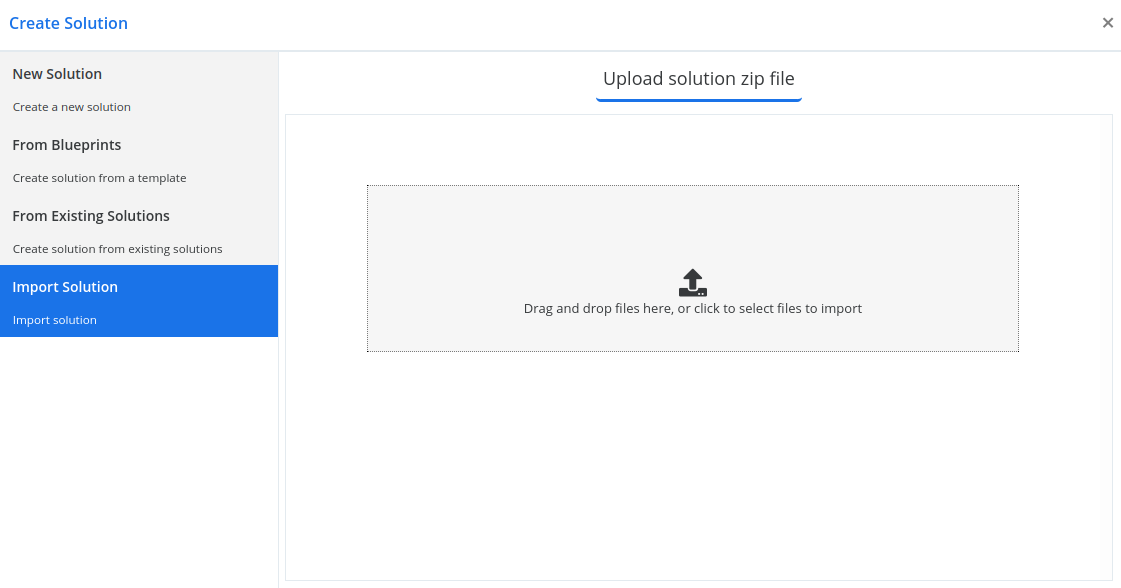 Create Solution
×
New Solution
Create a new solution
From Blueprints
Create solution from a template
From Existing Solutions
Create solution from existing solutions
Import Solution
Import solution
Upload solution zip file
Drag and drop files here, or click to select files to import